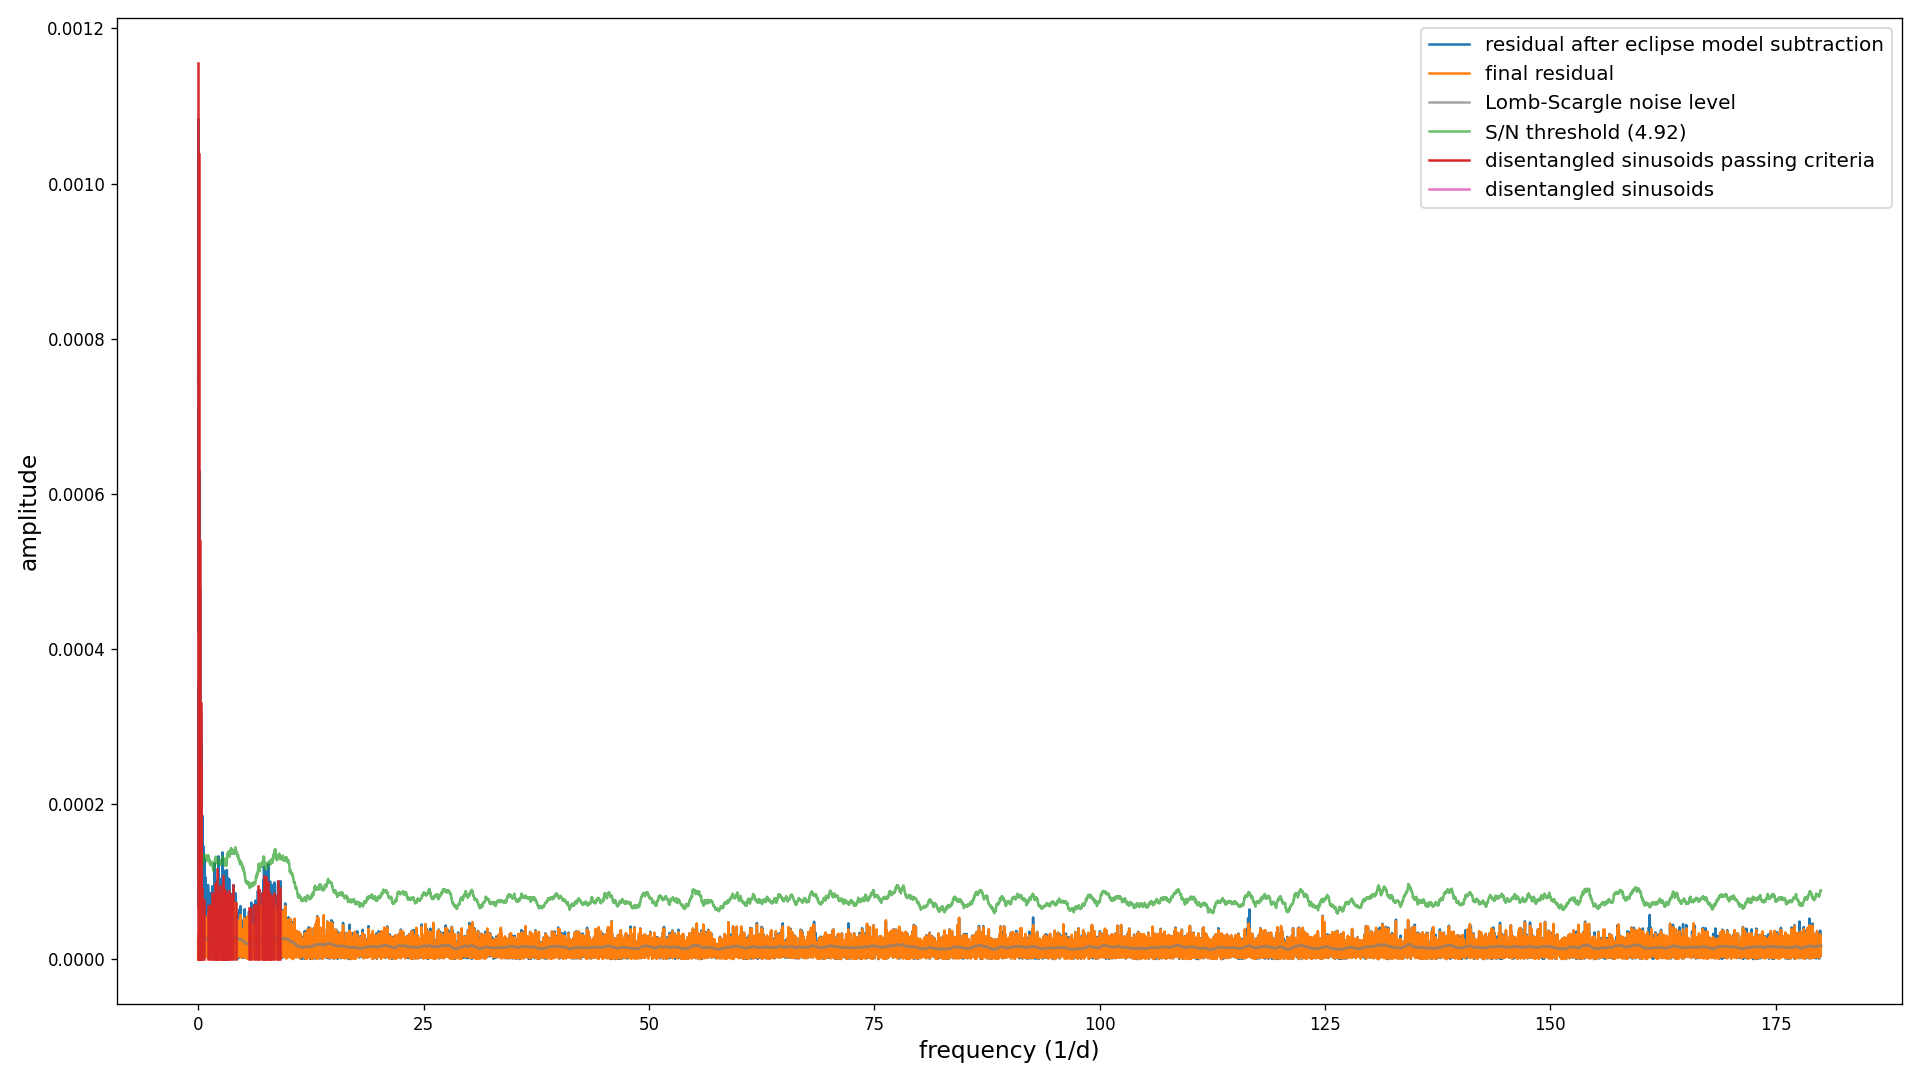 0.0012
0.0010
0.0008
0.0006
0.0004
0.0002
0.0000
amplitude
0
25
50
75
100
125
150
175
frequency (1/d)
residual after eclipse model subtraction
final residual
Lomb-Scargle noise level
S/N threshold (4.92)
disentangled sinusoids passing criteria
disentangled sinusoids